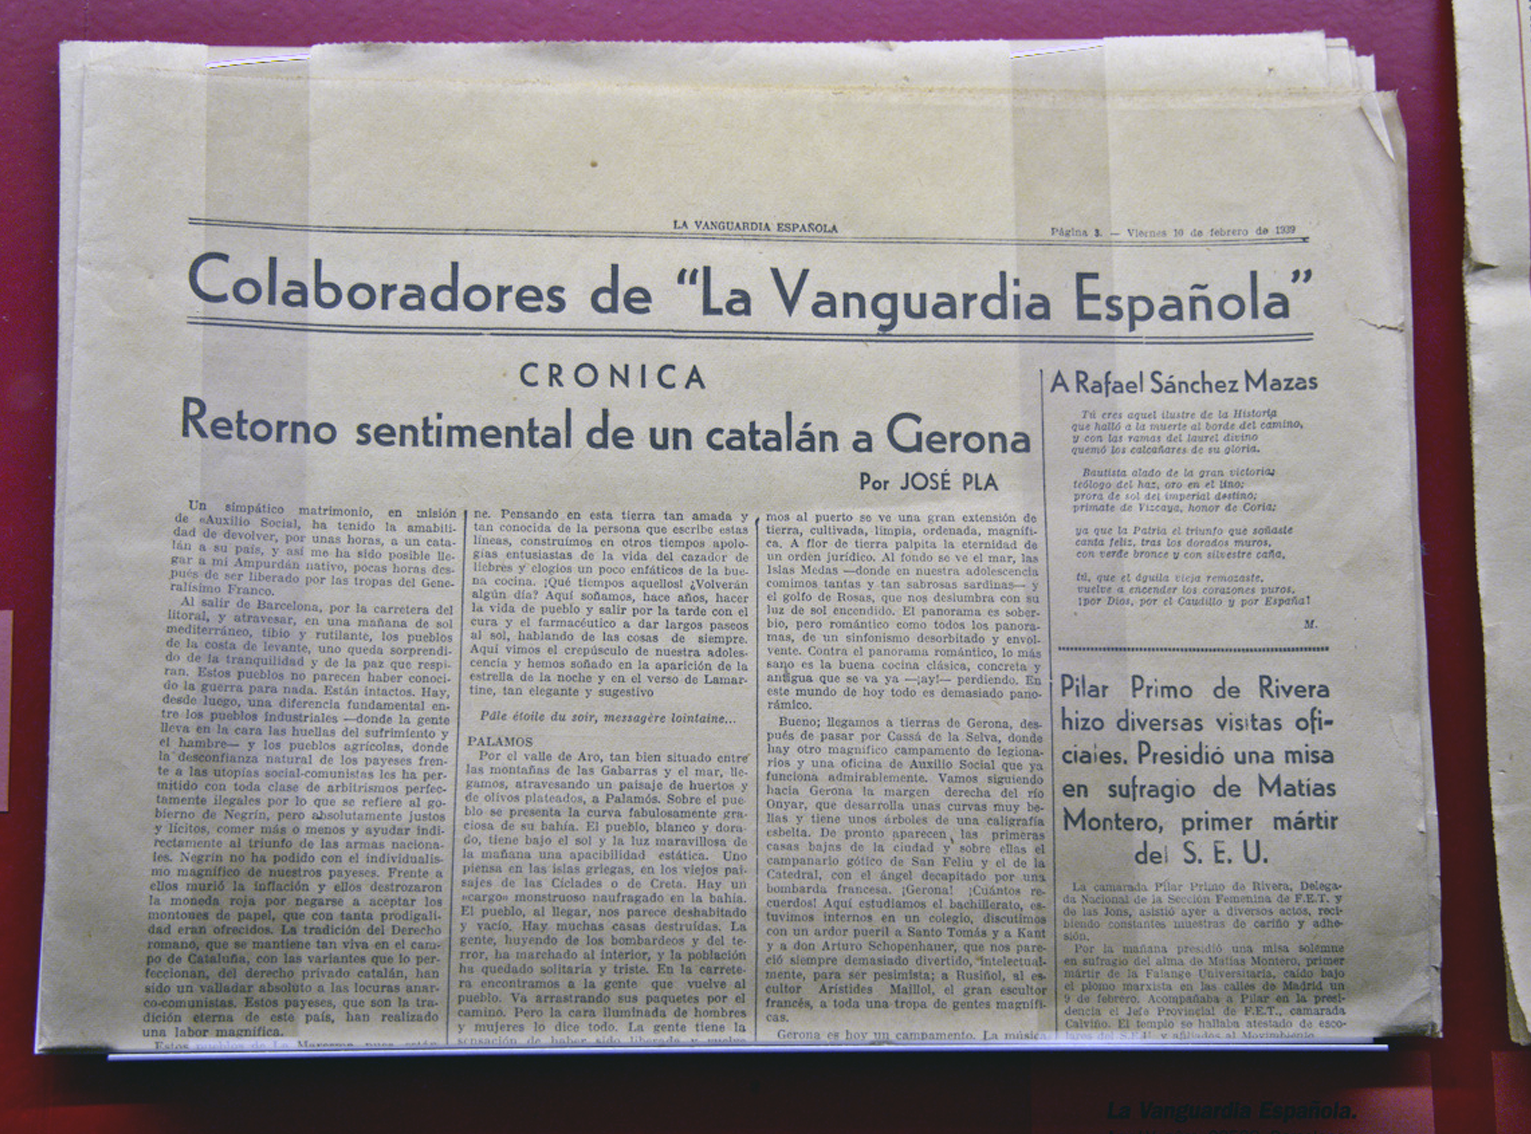 LA VANGUARDIA ESPAÑOLA
Página 3. — Viernes 10 de febrero de 1939
Colaboradores de "La Vanguardia Española"
CRONICA
Retorno sentimental de un catalán a Gerona
Por JOSÉ PLA
Un simpático matrimonio, en misión
de «Auxilio Social, ha tenido la amabili-
dad de devolver, por unas horas, a un cata-
lán a su país, y así me ha sido posible lle-
gar a mi Ampurdán nativo, pocas horas des-
pués de ser liberado por las tropas del Gene-
ralísimo Franco.
Al salir de Barcelona, por la carretera del
litoral, y atravesar, en una mañana de sol
mediterráneo, tibio y rutilante, los pueblos
de la costa de levante, uno queda sorprendi-
do de la tranquilidad y de la paz que respi-
ran. Estos pueblos no parecen haber conoci-
do la guerra para nada. Están intactos. Hay,
desde luego, una diferencia fundamental en-
tre los pueblos industriales —donde la gente
lleva en la cara las huellas del sufrimiento y
el hambre— y los pueblos agrícolas, donde
la desconfianza natural de los payeses fren-
te a las utopías social-comunistas les ha per-
mitido con toda clase de arbitrismos perfec-
tamente ilegales por lo que se refiere al go-
bierno de Negrín, pero absolutamente justos
y lícitos, comer más o menos y ayudar indi-
rectamente al triunfo de las armas naciona-
les. Negrín no ha podido con el individualis-
mo magnífico de nuestros payeses. Frente a
ellos murió la inflación y ellos destrozaron
la moneda roja por negarse a aceptar los
montones de papel, que con tanta prodigali-
dad eran ofrecidos. La tradición del Derecho
romano, que se mantiene tan viva en el cam-
po de Cataluña, con las variantes que lo per-
feccionan, del derecho privado catalán, han
sido un valladar absoluto a las locuras anar-
co-comunistas. Estos payeses, que son la tra-
dición eterna de este país, han realizado
una labor magnífica.
Estos pueblos de La Maresma pues están
ne. Pensando en esta tierra tan amada y
tan conocida de la persona que escribe estas
líneas, construimos en otros tiempos apolo-
gías entusiastas de la vida del cazador de
liebres y elogios un poco enfáticos de la bue-
na cocina. ¡Qué tiempos aquellos! ¿Volverán
algún día? Aquí soñamos, hace años, hacer
la vida de pueblo y salir por la tarde con el
cura y el farmacéutico a dar largos paseos
al sol, hablando de las cosas de siempre.
Aquí vimos el crepúsculo de nuestra adoles-
cencia y hemos soñado en la aparición de la
estrella de la noche y en el verso de Lamar-
tine, tan elegante y sugestivo
Pâle étoile du soir, messagère lointaine...
PALAMOS
Por el valle de Aro, tan bien situado entre
las montañas de las Gabarras y el mar, lle-
gamos, atravesando un paisaje de huertos y
de olivos plateados, a Palamós. Sobre el pue
blo se presenta la curva fabulosamente gra-
ciosa de su bahía. El pueblo, blanco y dora-
do, tiene bajo el sol y la luz maravillosa de
la mañana una apacibilidad estática. Uno
piensa en las islas griegas, en los viejos pai-
sajes de las Cíclades o de Creta. Hay un
«cargo» monstruoso naufragado en la bahía.
El pueblo, al llegar, nos parece deshabitado
y vacío. Hay muchas casas destruídas. La
gente, huyendo de los bombardeos y del te-
rror, ha marchado al interior, y la población
ha quedado solitaria y triste. En la carrete-
ra encontramos a la gente que vuelve al
pueblo. Va arrastrando sus paquetes por el
camino. Pero la cara iluminada de hombres
y mujeres lo dice todo. La gente tiene la
sensación de haber sido liberada y vuelve
mos al puerto se ve una gran extensión de
tierra, cultivada, limpia, ordenada, magnífi-
ca. A flor de tierra palpita la eternidad de
un orden jurídico. Al fondo se ve el mar, las
Islas Medas —donde en nuestra adolescencia
comimos tantas y tan sabrosas sardinas— y
el golfo de Rosas, que nos deslumbra con su
luz de sol encendido. El panorama es sober-
bio, pero romántico como todos los panora-
mas, de un sinfonismo desorbitado y envol-
vente. Contra el panorama romántico, lo más
sano es la buena cocina clásica, concreta y
antigua que se va ya —¡ay!— perdiendo. En
este mundo de hoy todo es demasiado pano-
rámico.
Bueno; llegamos a tierras de Gerona, des-
pués de pasar por Cassá de la Selva, donde
hay otro magnífico campamento de legiona-
rios y una oficina de Auxilio Social que ya
funciona admirablemente. Vamos siguiendo
hacia Gerona la margen derecha del río
Onyar, que desarrolla unas curvas muy be-
llas y tiene unos árboles de una caligrafía
esbelta. De pronto aparecen las primeras
casas bajas de la ciudad y sobre ellas el
campanario gótico de San Feliu y el de la
Catedral, con el ángel decapitado por una
bombarda francesa. ¡Gerona! ¡Cuántos re-
cuerdos! Aquí estudiamos el bachillerato, es-
tuvimos internos en un colegio, discutimos
con un ardor pueril a Santo Tomás y a Kant
y a don Arturo Schopenhauer, que nos pare-
ció siempre demasiado divertido, intelectual-
mente, para ser pesimista; a Rusiñol, al es-
cultor Arístides Maillol, el gran escultor
francés, a toda una tropa de gentes magnífi-
cas.
Gerona es hoy un campamento. La música
A Rafael Sánchez Mazas
Tú eres aquel ilustre de la Historia
que halló a la muerte al borde del camino,
y con las ramas del laurel divino
quemó los calcañares de su gloria.
Bautista alado de la gran victoria;
teólogo del haz, oro en el lino;
prora de sol del imperial destino;
primate de Vizcaya, honor de Coria;
ya que la Patria el triunfo que soñaste
canta feliz, tras los dorados muros,
con verde bronce y con silvestre caña,
tú, que el águila vieja remozaste,
vuelve a encender los corazones puros,
¡por Dios, por el Caudillo y por España!
M.
Pilar Primo de Rivera
hizo diversas visitas ofi-
ciales. Presidió una misa
en sufragio de Matías
Montero, primer mártir
del S. E. U.
La camarada Pilar Primo de Rivera, Delega-
da Nacional de la Sección Femenina de F.E.T. y
de las Jons, asistió ayer a diversos actos, reci-
biendo constantes muestras de cariño y adhe-
sión.
Por la mañana presidió una misa solemne
en sufragio del alma de Matías Montero, primer
mártir de la Falange Universitaria, caído bajo
el plomo marxista en las calles de Madrid un
9 de febrero. Acompañaba a Pilar en la presi-
dencia el Jefe Provincial de F.E.T., camarada
Calviño. El templo se hallaba atestado de esco-
lares del S.E.U. y afiliados al Movimiento
La Vanguardia Española.